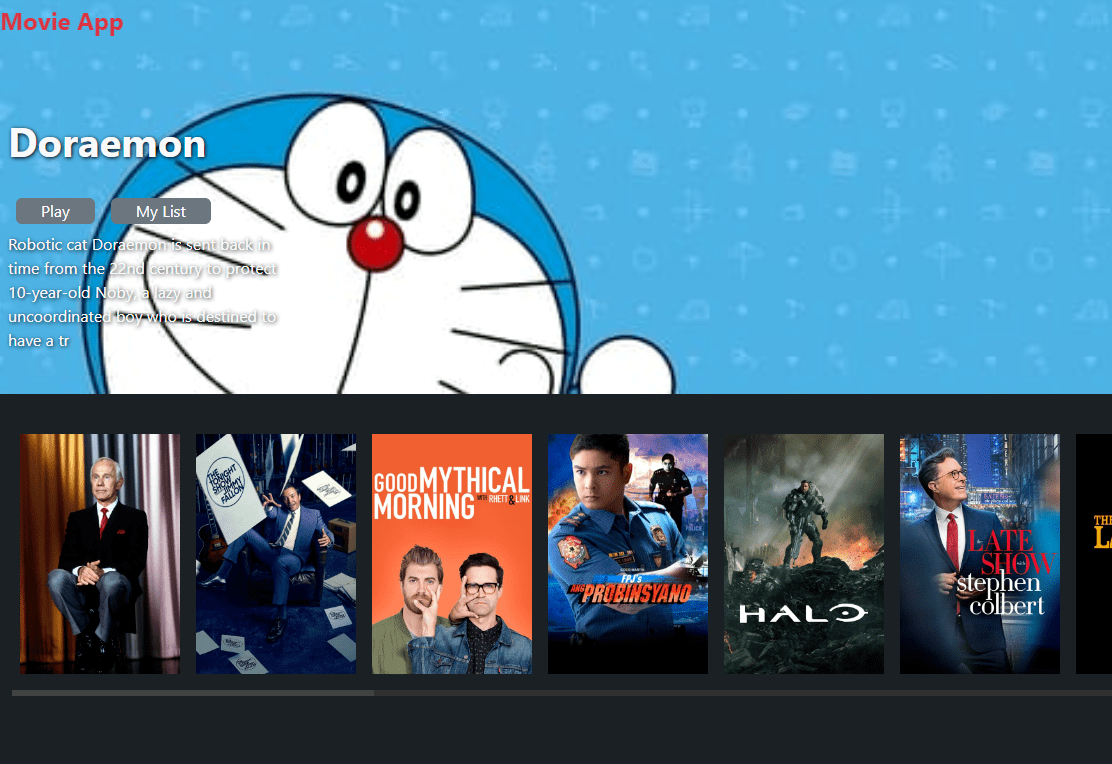 Movie App
Doraemon
Play
My List
Robotic cat Doraemon is sent back in
time from the 22nd century to protect
10-year-old Noby, a lazy and
uncoordinated boy who is destined to
have a tr
THE
TONIGHT
SHOW
JIMMY
FALLON
GOOD MYTHICAL
MORNING WITH RHETT & LINK
FPJ's
ANG PROBINSYANO
HALO
LATE
SHOW
stephen
colbert